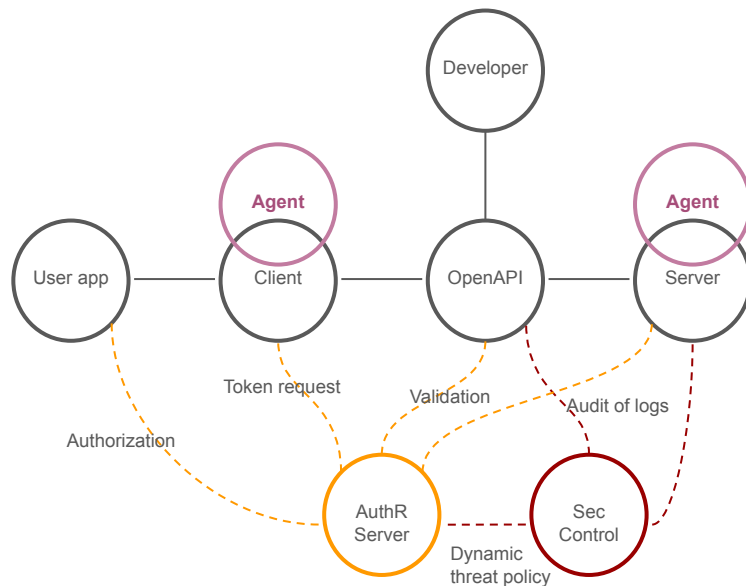 Developer
Agent
Agent
User app
Client
OpenAPI
Server
Token request
Validation
Audit of logs
Authorization
AuthR
Server
Sec
Control
Dynamic
threat policy